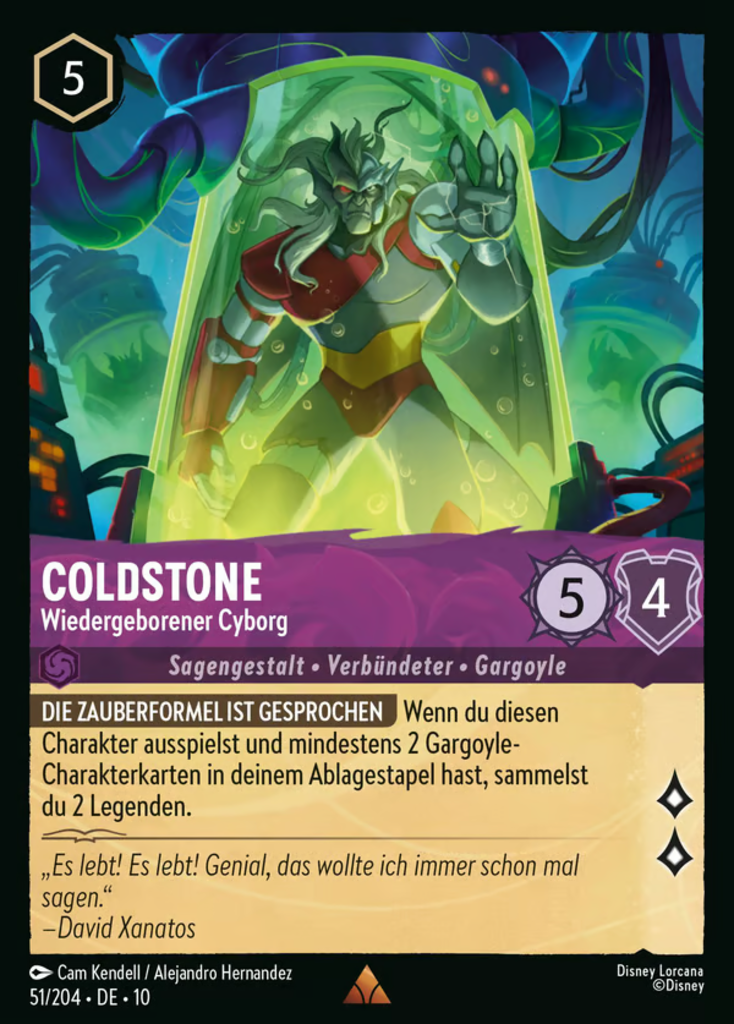 5
COLDSTONE
Wiedergeborener Cyborg
5
4
Sagengestalt • Verbündeter • Gargoyle
DIE ZAUBERFORMEL IST GESPROCHEN Wenn du diesen
Charakter ausspielst und mindestens 2 Gargoyle-
Charakterkarten in deinem Ablagestapel hast, sammelst
du 2 Legenden.
„Es lebt! Es lebt! Genial, das wollte ich immer schon mal
sagen.“
–David Xanatos
Cam Kendell / Alejandro Hernandez
51/204 • DE • 10
Disney Lorcana
©Disney